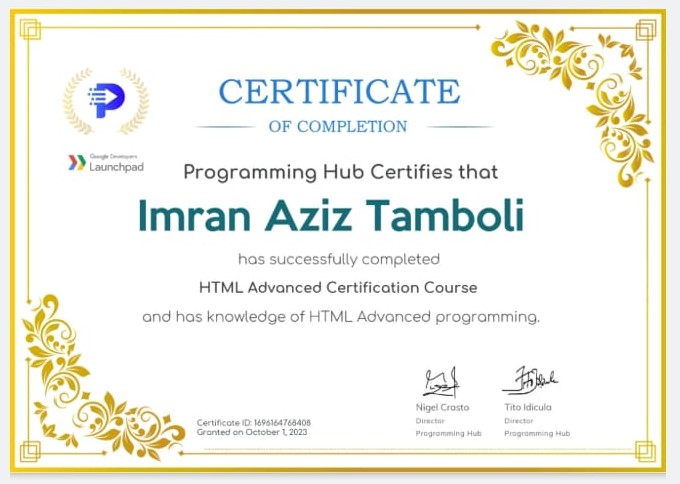 CERTIFICATE
OF COMPLETION
Google Developers
Launchpad
Programming Hub Certifies that
Imran Aziz Tamboli
has successfully completed
HTML Advanced Certification Course
and has knowledge of HTML Advanced programming.
Nigel Crasto
Director
Programming Hub
Tito Idicula
Director
Programming Hub
Certificate ID: 1696164768408
Granted on October 1, 2023